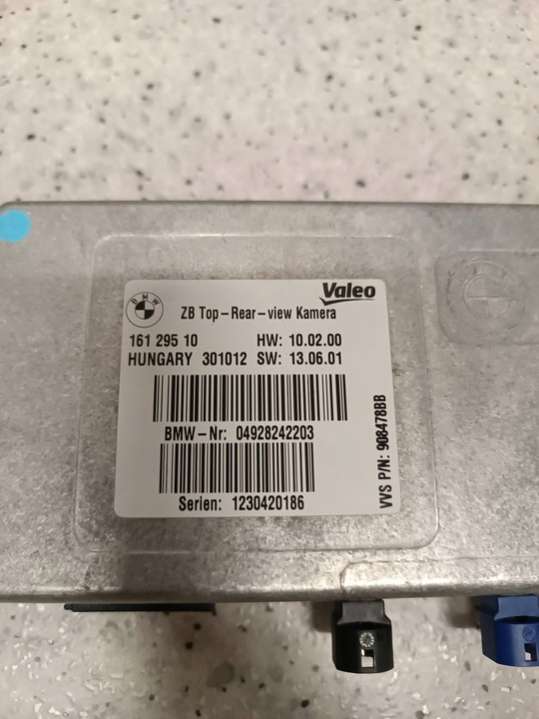 BMW
Valeo
ZB Top-Rear-view Kamera
161 295 10 HW: 10.02.00
HUNGARY 301012 SW: 13.06.01
BMW-Nr: 04928242203
Serien: 1230420186
VVS P/N: 908478BB